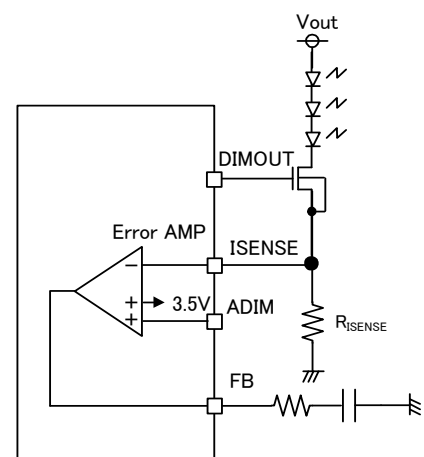 Vout
DIMOUT
Error AMP
ISENSE
−
+
3.5V
ADIM
+
RISENSE
FB